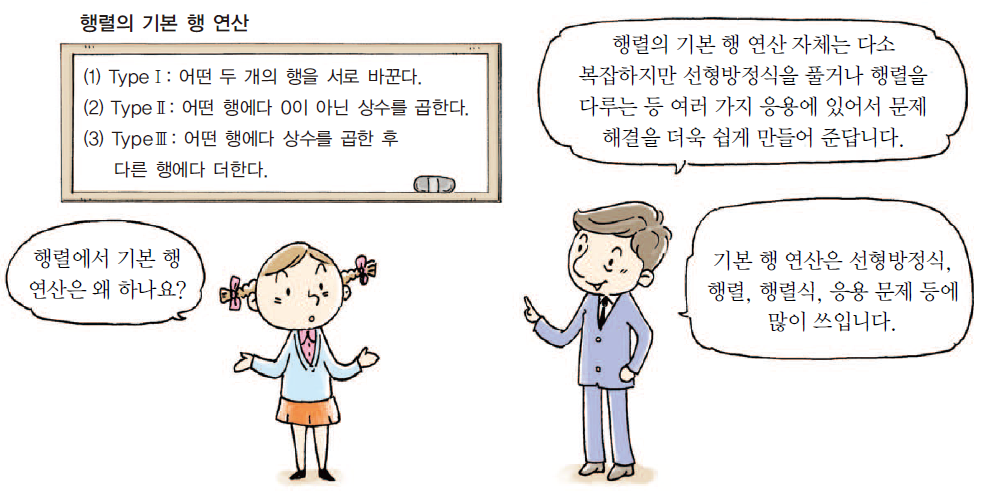 행렬의 기본 행 연산
(1) TypeⅠ: 어떤 두 개의 행을 서로 바꾼다.
(2) TypeⅡ: 어떤 행에다 0이 아닌 상수를 곱한다.
(3) TypeⅢ: 어떤 행에다 상수를 곱한 후
다른 행에다 더한다.
행렬에서 기본 행
연산은 왜 하나요?
행렬의 기본 행 연산 자체는 다소
복잡하지만 선형방정식을 풀거나 행렬을
다루는 등 여러 가지 응용에 있어서 문제
해결을 더욱 쉽게 만들어 준답니다.
기본 행 연산은 선형방정식,
행렬, 행렬식, 응용 문제 등에
많이 쓰입니다.